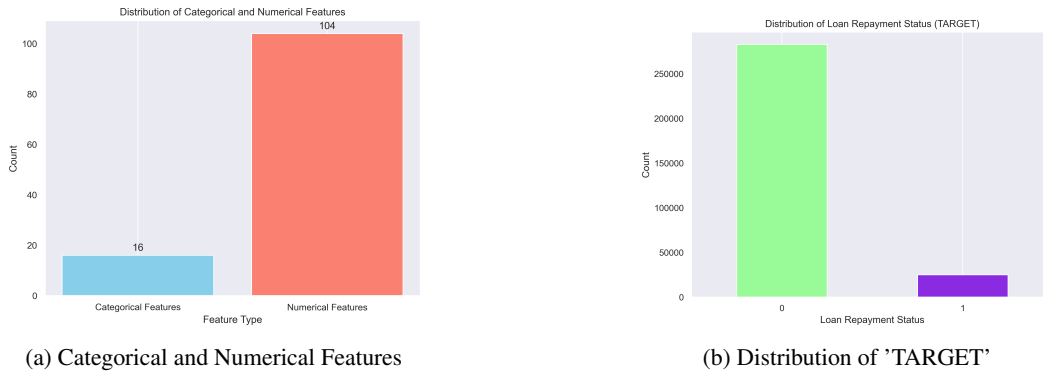 Distribution of Categorical and Numerical Features
104
100
80
60
40
20
0
Count
16
Categorical Features
Numerical Features
Feature Type
(a) Categorical and Numerical Features
Distribution of Loan Repayment Status (TARGET)
250000
200000
150000
100000
50000
0
Count
0
1
Loan Repayment Status
(b) Distribution of ’TARGET’